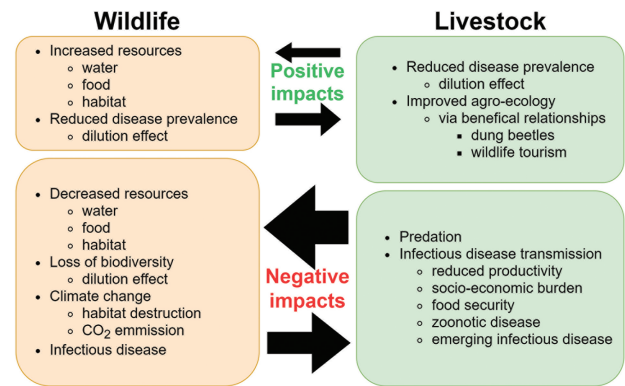 Wildlife
• Increased resources
◦ water
◦ food
◦ habitat
• Reduced disease prevalence
◦ dilution effect
Positive
impacts
Livestock
• Reduced disease prevalence
◦ dilution effect
• Improved agro-ecology
◦ via benefical relationships
▪ dung beetles
▪ wildlife tourism
• Decreased resources
◦ water
◦ food
◦ habitat
• Loss of biodiversity
◦ dilution effect
• Climate change
◦ habitat destruction
◦ CO₂ emmission
• Infectious disease
Negative
impacts
• Predation
• Infectious disease transmission
◦ reduced productivity
◦ socio-economic burden
◦ food security
◦ zoonotic disease
◦ emerging infectious disease